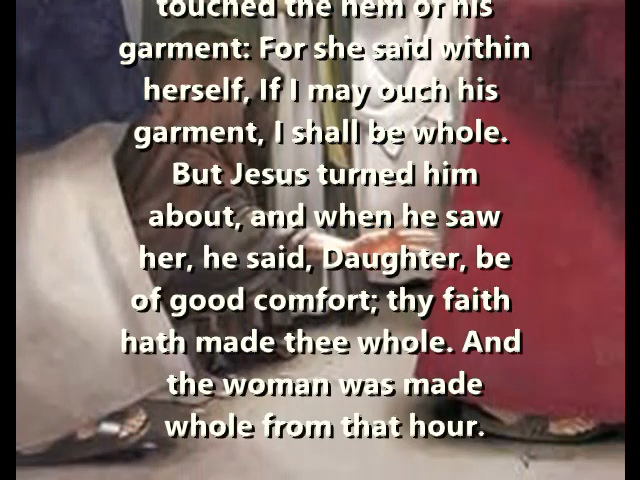 touched the hem of his
garment: For she said within
herself, If I may ouch his
garment, I shall be whole.
But Jesus turned him
about, and when he saw
her, he said, Daughter, be
of good comfort; thy faith
hath made thee whole. And
the woman was made
whole from that hour.